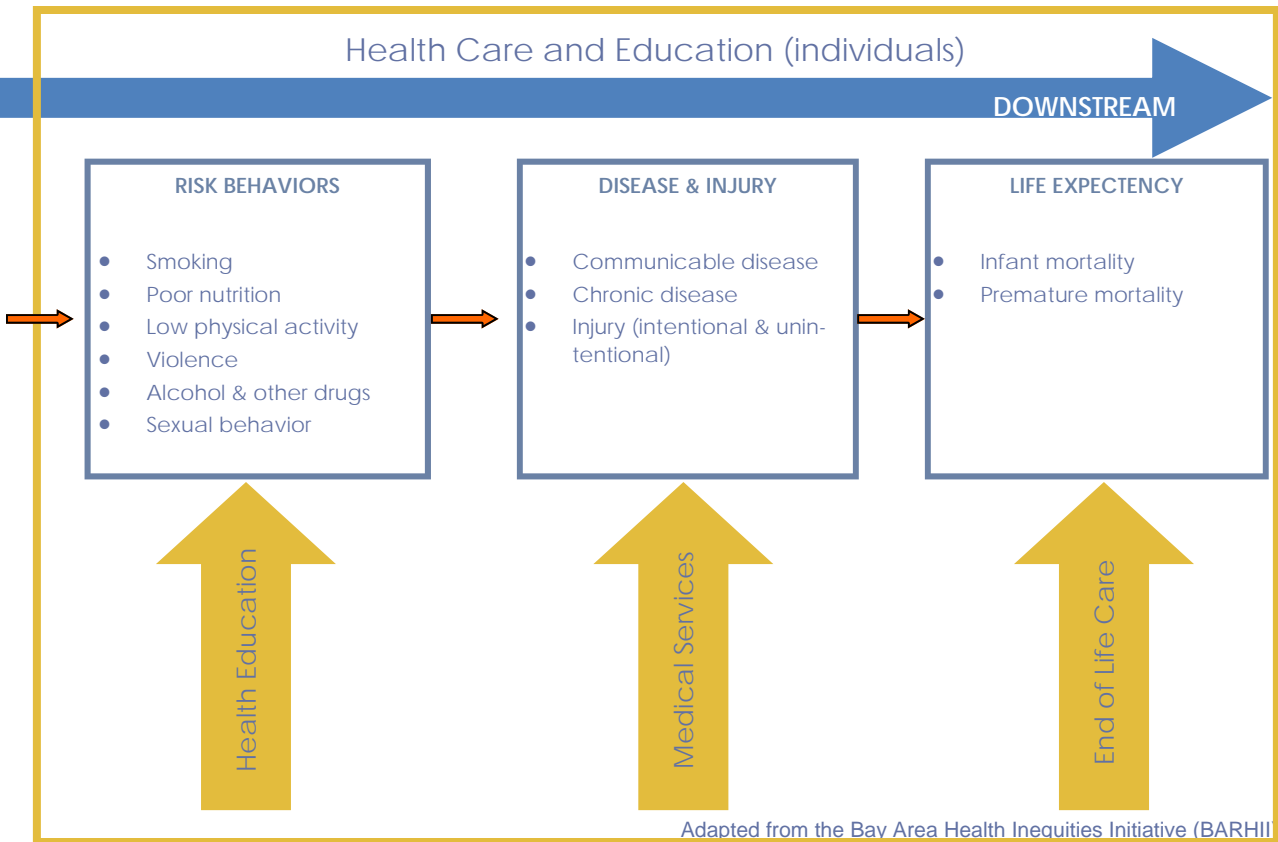 Health Care and Education (individuals)
DOWNSTREAM
RISK BEHAVIORS
• Smoking
• Poor nutrition
• Low physical activity
• Violence
• Alcohol & other drugs
• Sexual behavior
DISEASE & INJURY
• Communicable disease
• Chronic disease
• Injury (intentional & unin-
tentional)
LIFE EXPECTENCY
• Infant mortality
• Premature mortality
Health Education
Medical Services
End of Life Care
Adapted from the Bay Area Health Inequities Initiative (BARHII)